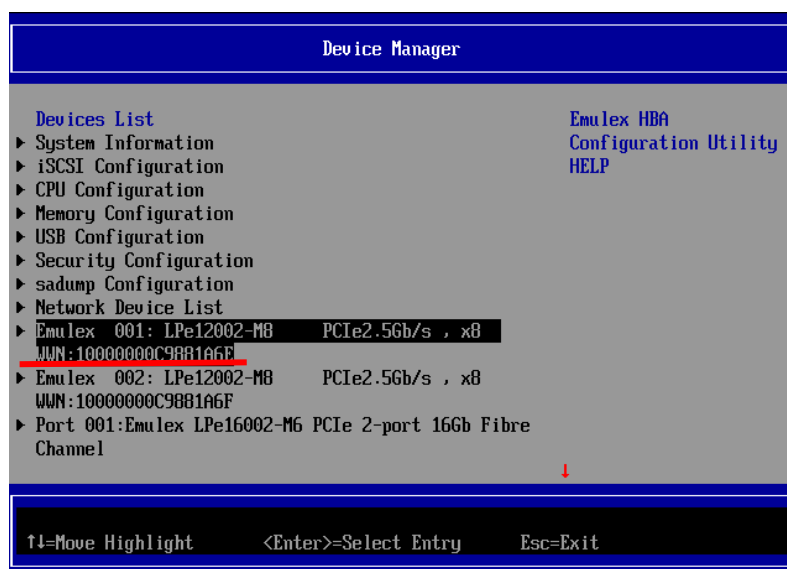 Device Manager
Devices List
Emulex HBA
▶ System Information
Configuration Utility
▶ iSCSI Configuration
HELP
▶ CPU Configuration
▶ Memory Configuration
▶ USB Configuration
▶ Security Configuration
▶ sadump Configuration
▶ Network Device List
▶ Emulex 001: LPe12002-M8 PCIe2.5Gb/s , x8
WWN:10000000C9881A6E
▶ Emulex 002: LPe12002-M8 PCIe2.5Gb/s , x8
WWN:10000000C9881A6F
▶ Port 001:Emulex LPe16002-M6 PCIe 2-port 16Gb Fibre
Channel
↓
↑↓=Move Highlight <Enter>=Select Entry Esc=Exit